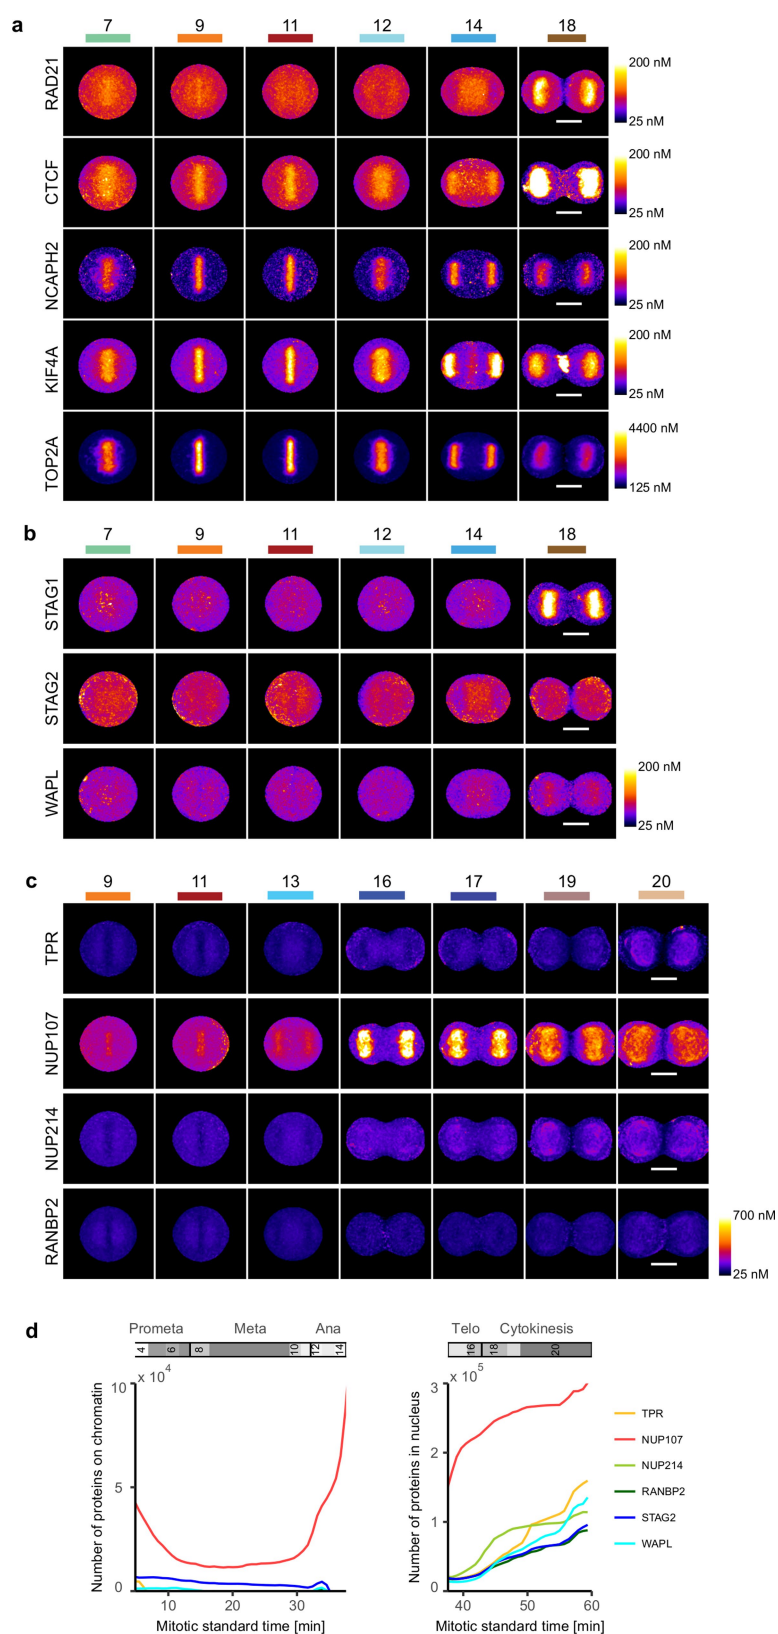 a
7 9 11 12 14 18
RAD21
200 nM
25 nM
CTCF
200 nM
25 nM
NCAPH2
200 nM
25 nM
KIF4A
200 nM
25 nM
TOP2A
4400 nM
125 nM
b
7 9 11 12 14 18
STAG1
STAG2
WAPL
200 nM
25 nM
c
9 11 13 16 17 19 20
TPR
NUP107
NUP214
RANBP2
700 nM
25 nM
d
Prometa Meta Ana
4 6 8 10 12 14
x 10⁴
10
5
0
10 20 30
Number of proteins on chromatin
Mitotic standard time [min]
Telo Cytokinesis
16 18 20
x 10⁵
3
2
1
0
40 50 60
Number of proteins in nucleus
Mitotic standard time [min]
TPR
NUP107
NUP214
RANBP2
STAG2
WAPL